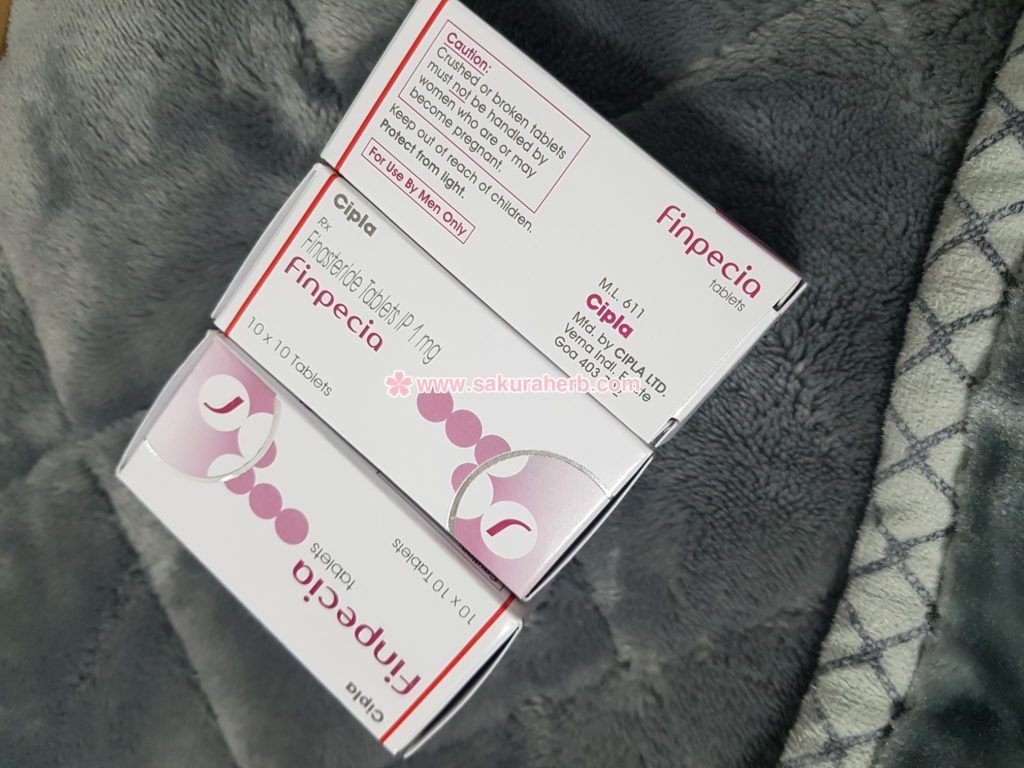 Caution:
Crushed or broken tablets
must not be handled by
women who are or may
become pregnant.
Keep out of reach of children.
Protect from light.
For Use By Men Only
Finpecia
tablets
M.L. 611
Cipla
Mfd. by CIPLA LTD.
Verna Indl. Estate
Goa 403
Cipla
Rx
Finasteride Tablets IP 1 mg
Finpecia
10 x 10 Tablets
www.sakuraherb.com
10 x 10 Tablets
Finpecia
tablets
Cipla